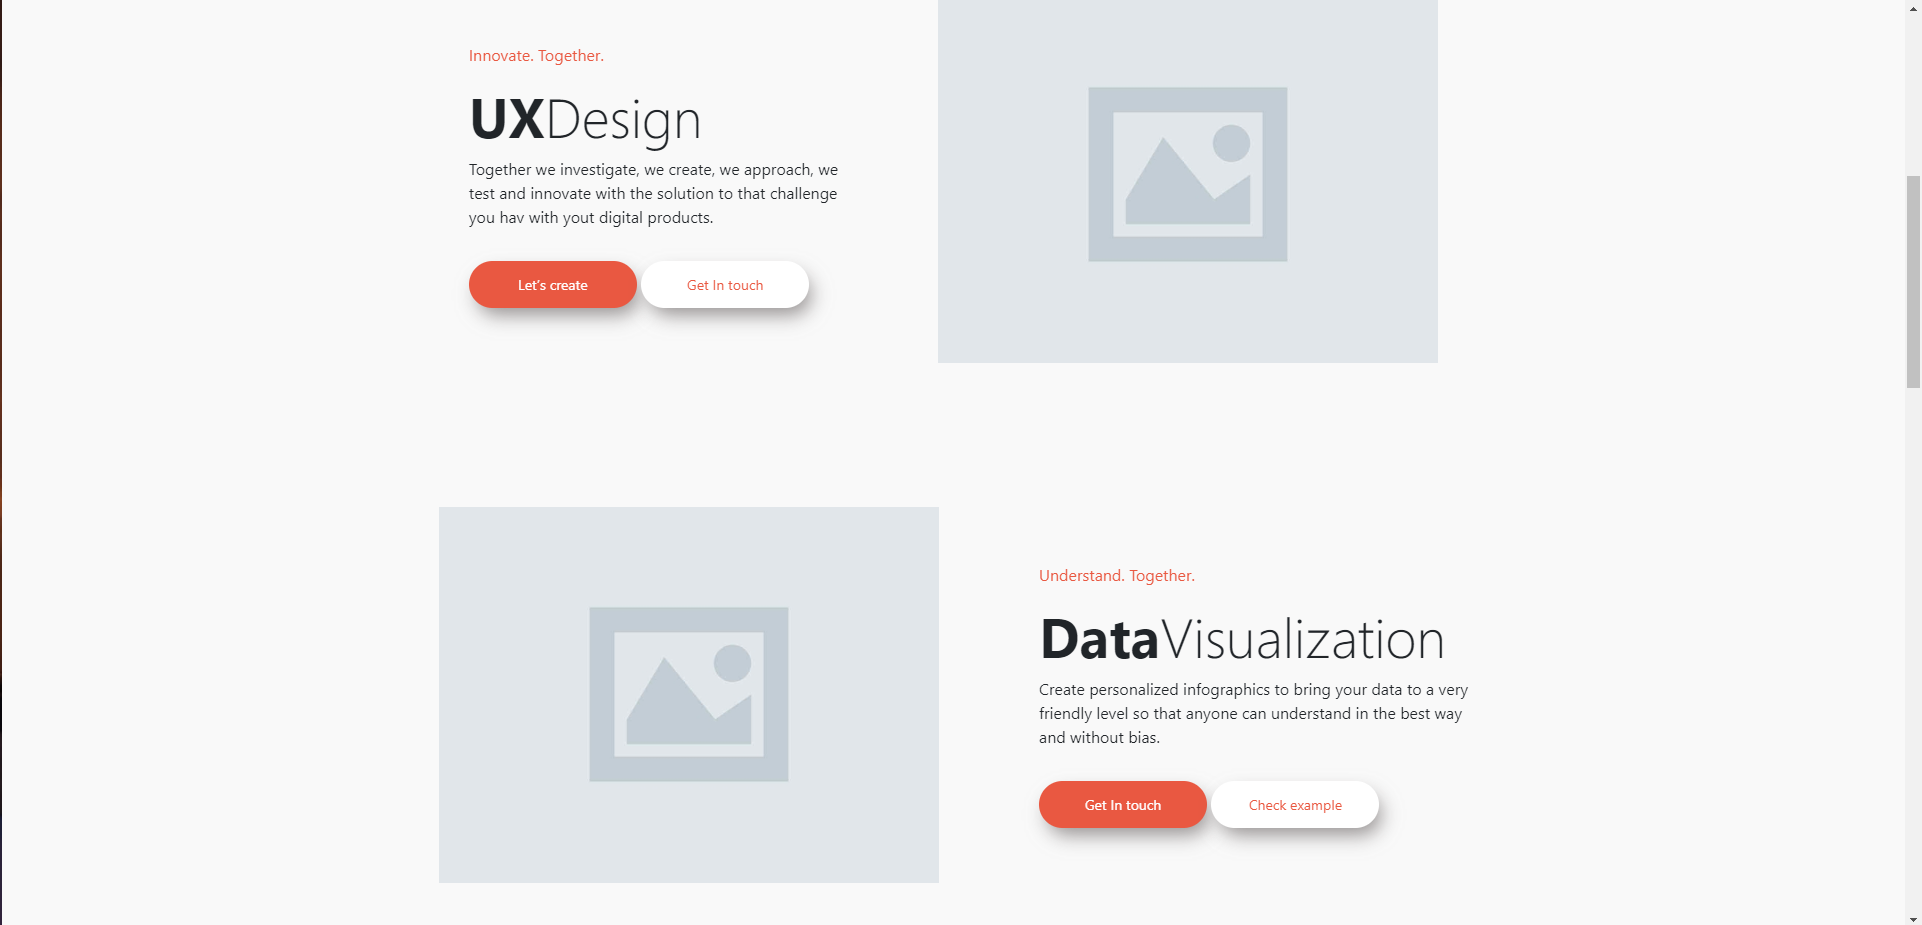 Innovate. Together.
UXDesign
Together we investigate, we create, we approach, we
test and innovate with the solution to that challenge
you hav with yout digital products.
Let's create
Get In touch
Understand. Together.
DataVisualization
Create personalized infographics to bring your data to a very
friendly level so that anyone can understand in the best way
and without bias.
Get In touch
Check example